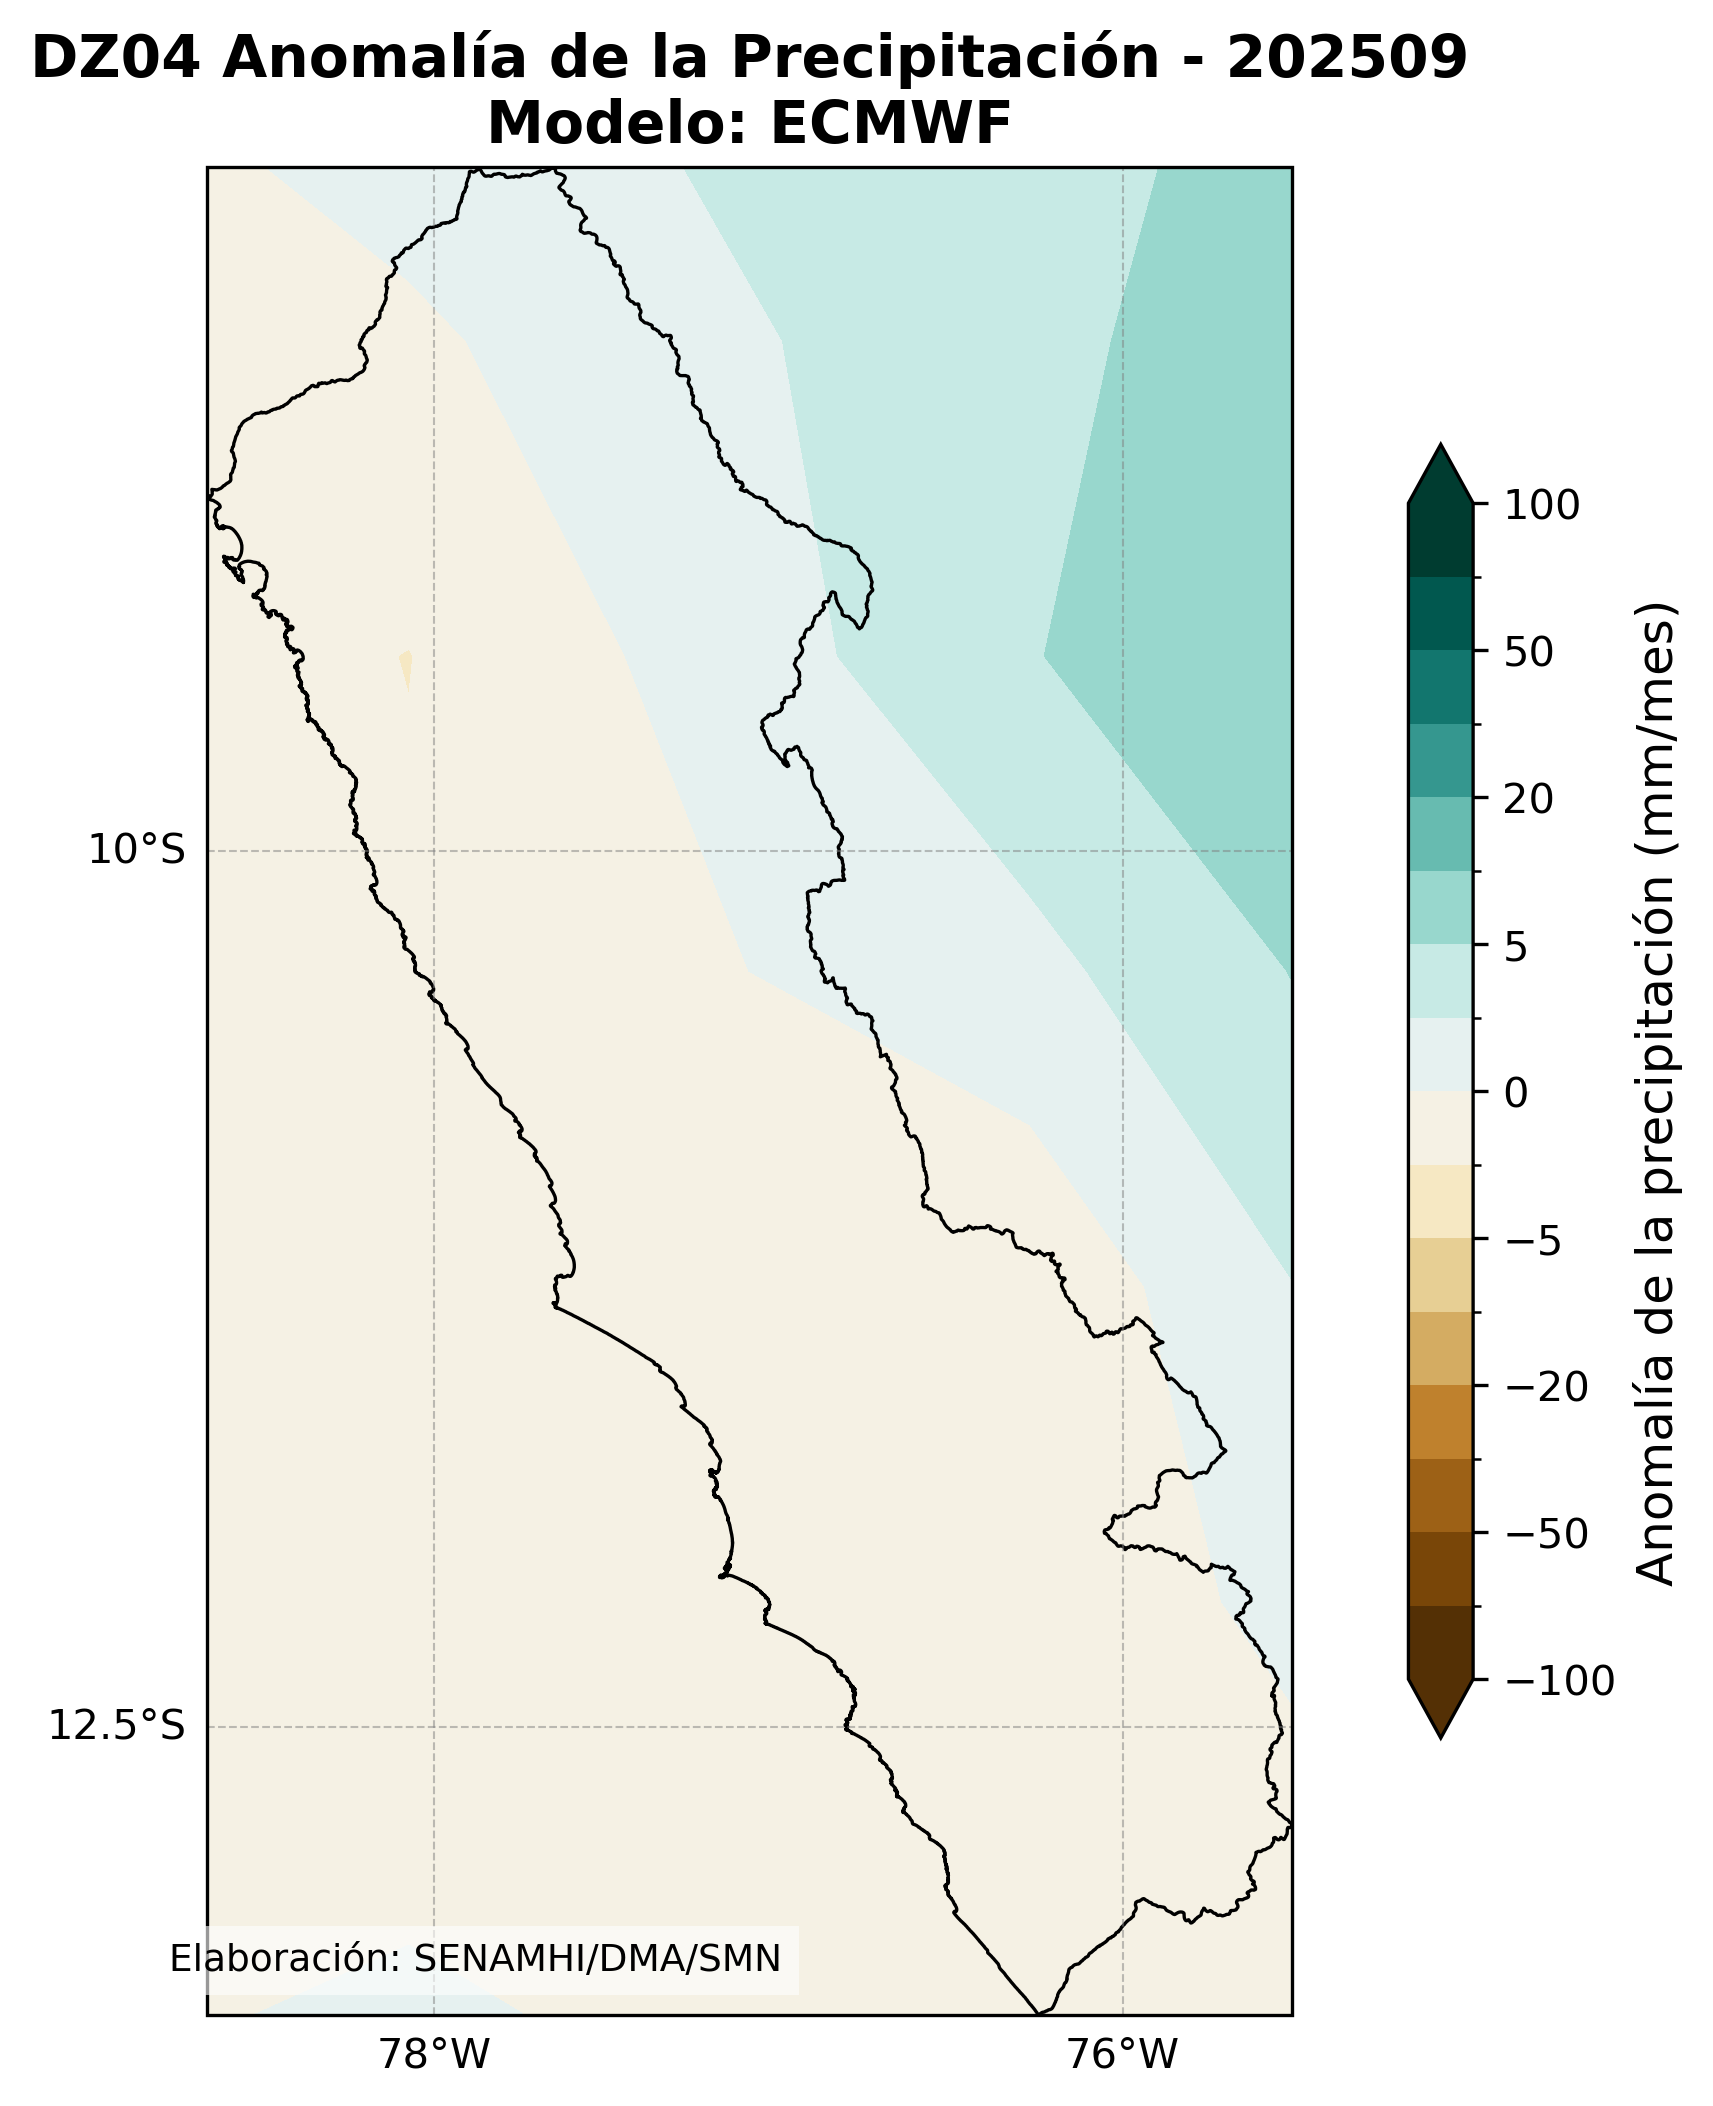 DZ04 Anomalía de la Precipitación - 202509
Modelo: ECMWF
100
50
20
5
0
−5
−20
−50
−100
Anomalía de la precipitación (mm/mes)
10°S
12.5°S
Elaboración: SENAMHI/DMA/SMN
78°W
76°W